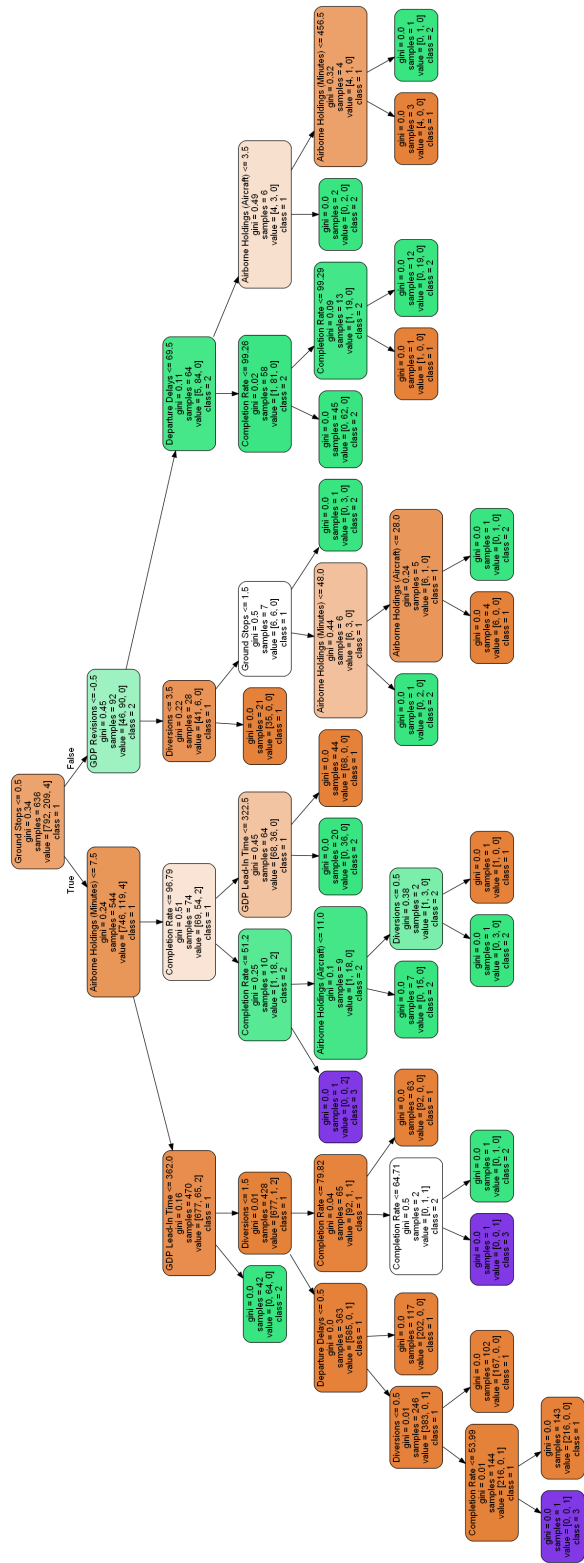 Ground Stops <= 0.5
gini = 0.34
samples = 636
value = [792, 209, 4]
class = 1
True
False
Airborne Holdings (Minutes) <= 7.5
gini = 0.24
samples = 544
value = [746, 119, 4]
class = 1
GDP Revisions <= -0.5
gini = 0.45
samples = 92
value = [46, 90, 0]
class = 2
GDP Lead-In Time <= 362.0
gini = 0.16
samples = 470
value = [677, 65, 2]
class = 1
Completion Rate <= 96.79
gini = 0.51
samples = 74
value = [69, 54, 2]
class = 1
Diversions <= 3.5
gini = 0.22
samples = 28
value = [41, 6, 0]
class = 1
Departure Delays <= 69.5
gini = 0.11
samples = 64
value = [5, 84, 0]
class = 2
gini = 0.0
samples = 42
value = [0, 64, 0]
class = 2
Diversions <= 1.5
gini = 0.01
samples = 428
value = [677, 1, 2]
class = 1
Completion Rate <= 51.2
gini = 0.25
samples = 10
value = [1, 18, 2]
class = 2
GDP Lead-In Time <= 322.5
gini = 0.45
samples = 64
value = [68, 36, 0]
class = 1
gini = 0.0
samples = 21
value = [35, 0, 0]
class = 1
Ground Stops <= 1.5
gini = 0.5
samples = 7
value = [6, 6, 0]
class = 1
Completion Rate <= 99.26
gini = 0.02
samples = 58
value = [1, 81, 0]
class = 2
Airborne Holdings (Aircraft) <= 3.5
gini = 0.49
samples = 6
value = [4, 3, 0]
class = 1
Departure Delays <= 0.5
gini = 0.0
samples = 363
value = [585, 0, 1]
class = 1
Completion Rate <= 79.82
gini = 0.04
samples = 65
value = [92, 1, 1]
class = 1
gini = 0.0
samples = 1
value = [0, 0, 2]
class = 3
Airborne Holdings (Aircraft) <= 11.0
gini = 0.1
samples = 9
value = [1, 18, 0]
class = 2
gini = 0.0
samples = 20
value = [0, 36, 0]
class = 2
gini = 0.0
samples = 44
value = [68, 0, 0]
class = 1
Airborne Holdings (Minutes) <= 48.0
gini = 0.44
samples = 6
value = [6, 3, 0]
class = 1
gini = 0.0
samples = 1
value = [0, 3, 0]
class = 2
gini = 0.0
samples = 45
value = [0, 62, 0]
class = 2
Completion Rate <= 99.29
gini = 0.09
samples = 13
value = [1, 19, 0]
class = 2
gini = 0.0
samples = 2
value = [0, 2, 0]
class = 2
Airborne Holdings (Minutes) <= 456.5
gini = 0.32
samples = 4
value = [4, 1, 0]
class = 1
Diversions <= 0.5
gini = 0.01
samples = 246
value = [383, 0, 1]
class = 1
gini = 0.0
samples = 117
value = [202, 0, 0]
class = 1
Completion Rate <= 64.71
gini = 0.5
samples = 2
value = [0, 1, 1]
class = 2
gini = 0.0
samples = 63
value = [92, 0, 0]
class = 1
gini = 0.0
samples = 7
value = [0, 15, 0]
class = 2
Diversions <= 0.5
gini = 0.38
samples = 2
value = [1, 3, 0]
class = 2
gini = 0.0
samples = 1
value = [0, 2, 0]
class = 2
Airborne Holdings (Aircraft) <= 28.0
gini = 0.24
samples = 5
value = [6, 1, 0]
class = 1
gini = 0.0
samples = 1
value = [1, 0, 0]
class = 1
gini = 0.0
samples = 12
value = [0, 19, 0]
class = 2
gini = 0.0
samples = 3
value = [4, 0, 0]
class = 1
gini = 0.0
samples = 1
value = [0, 1, 0]
class = 2
Completion Rate <= 53.99
gini = 0.01
samples = 144
value = [216, 0, 1]
class = 1
gini = 0.0
samples = 102
value = [167, 0, 0]
class = 1
gini = 0.0
samples = 1
value = [0, 0, 1]
class = 3
gini = 0.0
samples = 1
value = [0, 1, 0]
class = 2
gini = 0.0
samples = 1
value = [0, 3, 0]
class = 2
gini = 0.0
samples = 1
value = [1, 0, 0]
class = 1
gini = 0.0
samples = 4
value = [6, 0, 0]
class = 1
gini = 0.0
samples = 1
value = [0, 1, 0]
class = 2
gini = 0.0
samples = 1
value = [0, 0, 1]
class = 3
gini = 0.0
samples = 143
value = [216, 0, 0]
class = 1